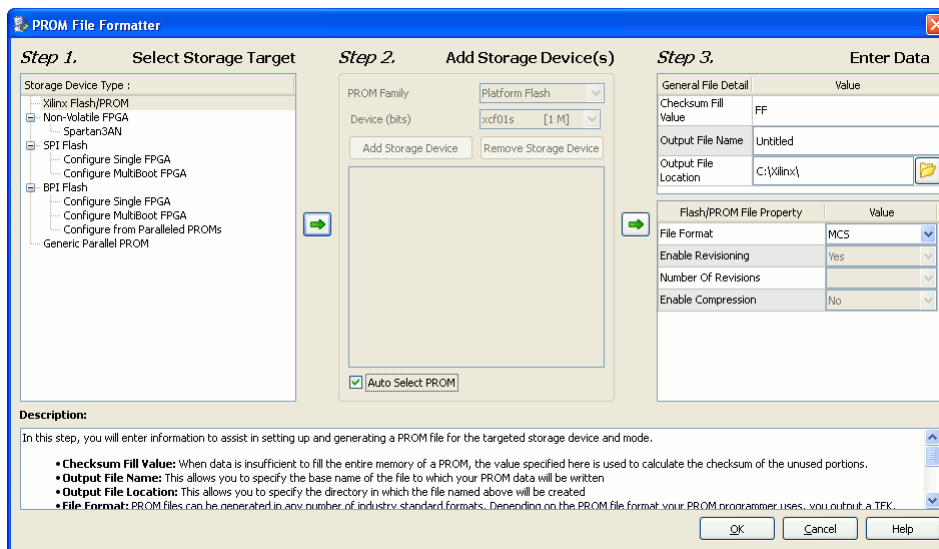 PROM File Formatter
Step 1. Select Storage Target
Storage Device Type :
Xilinx Flash/PROM
Non-Volatile FPGA
Spartan3AN
SPI Flash
Configure Single FPGA
Configure MultiBoot FPGA
BPI Flash
Configure Single FPGA
Configure MultiBoot FPGA
Configure from Paralleled PROMs
Generic Parallel PROM
Step 2. Add Storage Device(s)
PROM Family Platform Flash
Device (bits) xcf01s [1 M]
Add Storage Device Remove Storage Device
Auto Select PROM
Step 3. Enter Data
General File Detail Value
Checksum Fill
Value FF
Output File Name Untitled
Output File
Location C:\Xilinx\
Flash/PROM File Property Value
File Format MCS
Enable Revisioning Yes
Number Of Revisions
Enable Compression No
Description:
In this step, you will enter information to assist in setting up and generating a PROM file for the targeted storage device and mode.
• Checksum Fill Value: When data is insufficient to fill the entire memory of a PROM, the value specified here is used to calculate the checksum of the unused portions.
• Output File Name: This allows you to specify the base name of the file to which your PROM data will be written
• Output File Location: This allows you to specify the directory in which the file named above will be created
• File Format: PROM files can be generated in any number of industry standard formats. Depending on the PROM file format your PROM programmer uses, you output a TEK,
OK Cancel Help